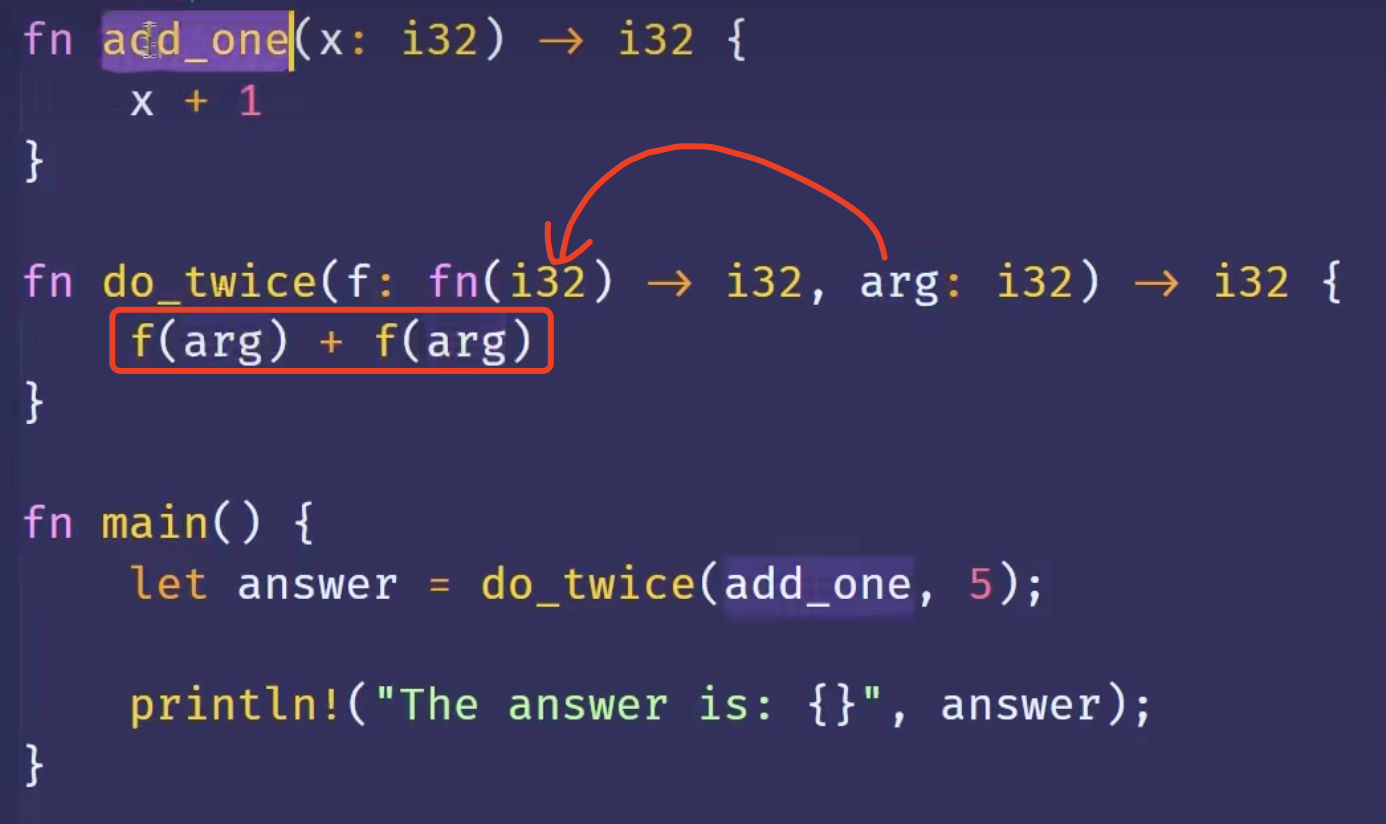 fn add_one(x: i32) → i32 {
x + 1
}
fn do_twice(f: fn(i32) → i32, arg: i32) → i32 {
f(arg) + f(arg)
}
fn main() {
let answer = do_twice(add_one, 5);
println!("The answer is: {}", answer);
}